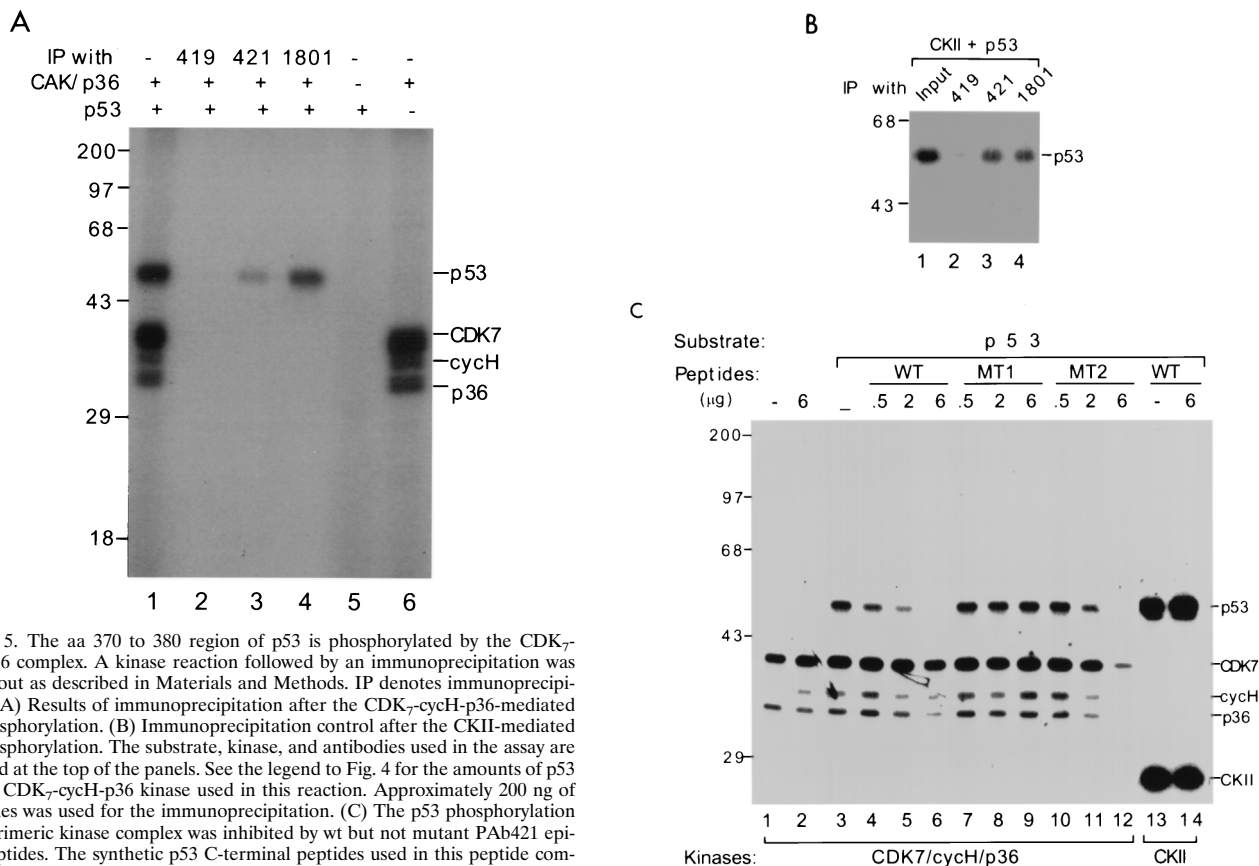 A
IP with - 419 421 1801 - -
CAK/ p36 + + + + - +
p53 + + + + + -
200
97
68
43
29
18
p53
CDK7
cycH
p36
1 2 3 4 5 6
B
CKII + p53
IP with Input 419 421 1801
68
43
p53
1 2 3 4
C
Substrate: p 5 3
Peptides: WT MT1 MT2 WT
(μg) - 6 - .5 2 6 .5 2 6 .5 2 6 - 6
200
97
68
43
29
p53
CDK7
cycH
p36
CKII
1 2 3 4 5 6 7 8 9 10 11 12 13 14
Kinases: CDK7/cycH/p36 CKII
5. The aa 370 to 380 region of p53 is phosphorylated by the CDK7-
6 complex. A kinase reaction followed by an immunoprecipitation was
out as described in Materials and Methods. IP denotes immunoprecipi-
A) Results of immunoprecipitation after the CDK7-cycH-p36-mediated
sphorylation. (B) Immunoprecipitation control after the CKII-mediated
sphorylation. The substrate, kinase, and antibodies used in the assay are
d at the top of the panels. See the legend to Fig. 4 for the amounts of p53
CDK7-cycH-p36 kinase used in this reaction. Approximately 200 ng of
ies was used for the immunoprecipitation. (C) The p53 phosphorylation
rimeric kinase complex was inhibited by wt but not mutant PAb421 epi-
ptides. The synthetic p53 C-terminal peptides used in this peptide com-